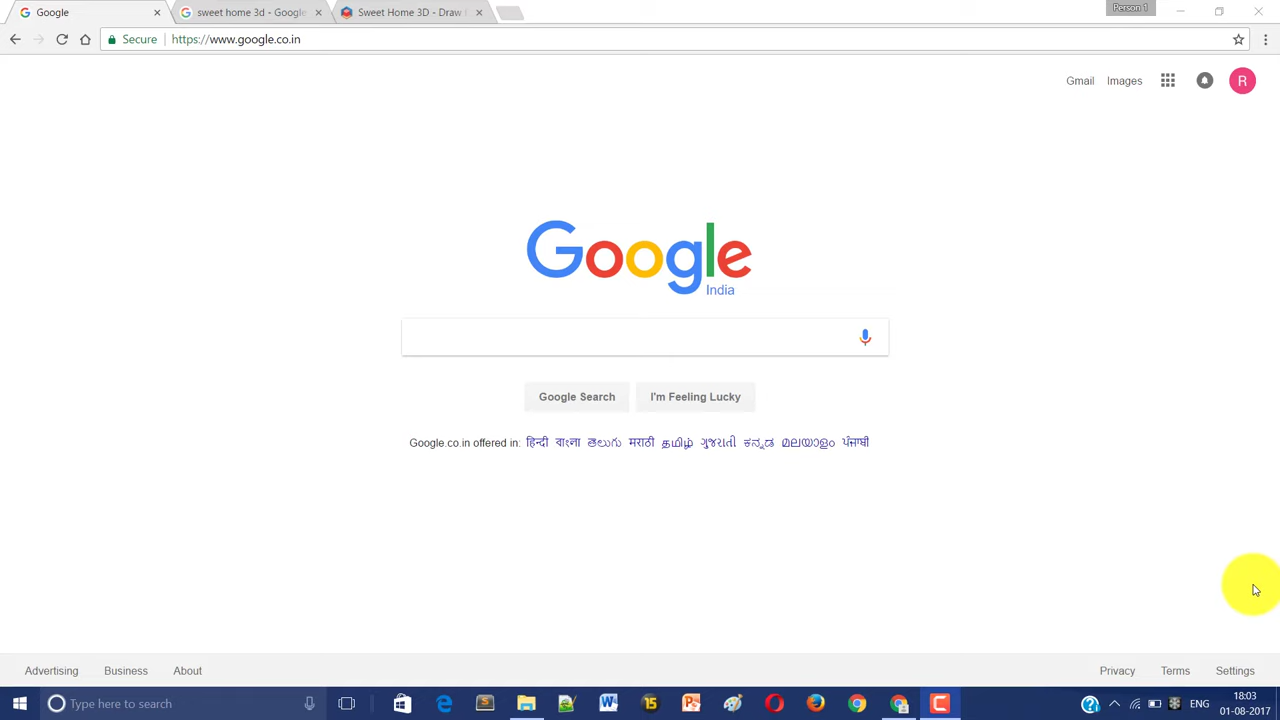 Google
sweet home 3d - Google
Sweet Home 3D - Draw
Person 1
Secure https://www.google.co.in
Gmail Images R
Google
India
Google Search I'm Feeling Lucky
Google.co.in offered in: हिन्दी বাংলা తెలుగు मराठी தமிழ் ગુજરાતી ಕನ್ನಡ മലയാളം ਪੰਜਾਬੀ
Advertising Business About Privacy Terms Settings
Type here to search
ENG
18:03
01-08-2017